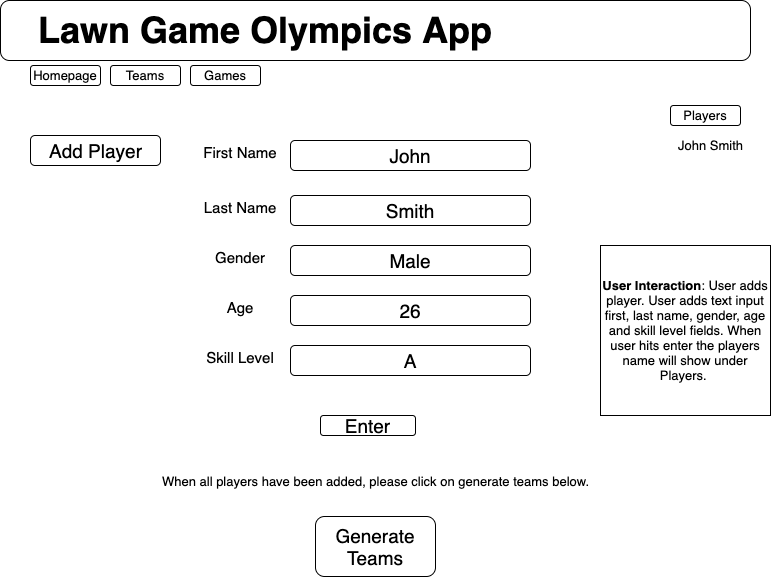 Lawn Game Olympics App
Homepage
Teams
Games
Players
John Smith
Add Player
First Name
John
Last Name
Smith
Gender
Male
Age
26
Skill Level
A
User Interaction: User adds
player. User adds text input
first, last name, gender, age
and skill level fields. When
user hits enter the players
name will show under
Players.
Enter
When all players have been added, please click on generate teams below.
Generate
Teams